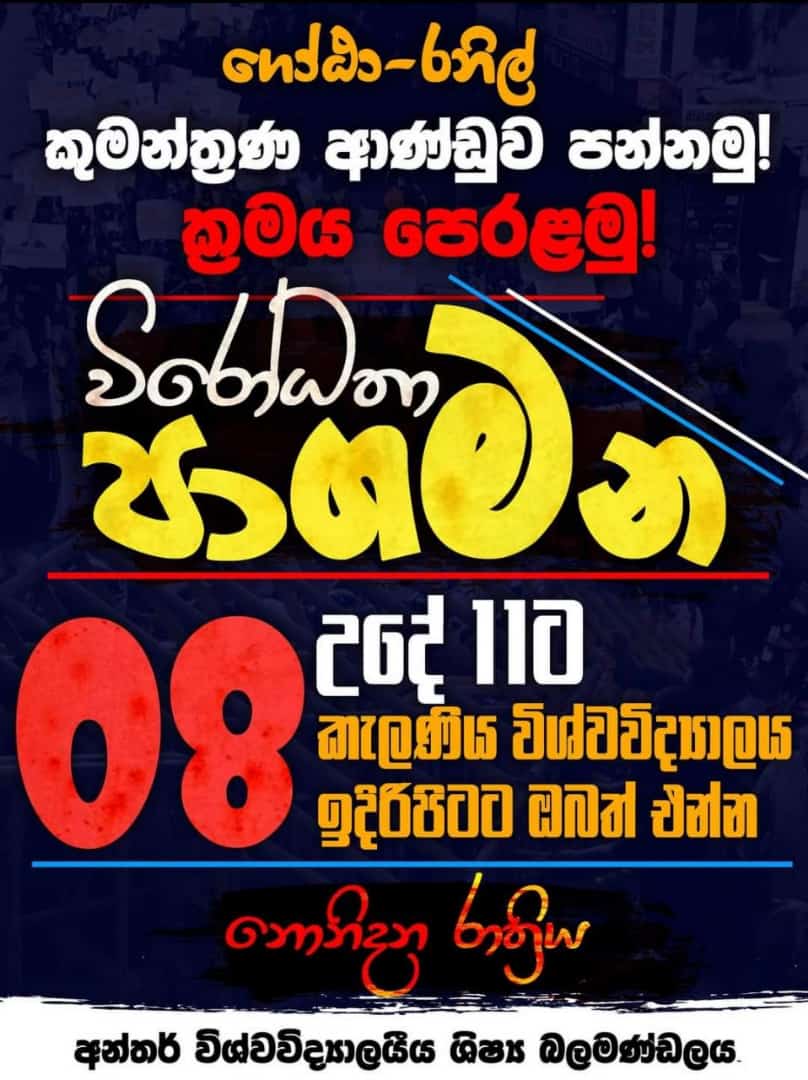 ගෝඨා-රනිල්
කුමන්ත්‍රණ ආණ්ඩුව පන්නමු!
ක්‍රමය පෙරළමු!
විරෝධතා
පාගමන
08
උදේ 11ට
කැලණිය විශ්වවිද්‍යාලය
ඉදිරිපිටට ඔබත් එන්න
නොනිදන රාත්‍රිය
අන්තර් විශ්වවිද්‍යාලයීය ශිෂ්‍ය බලමණ්ඩලය